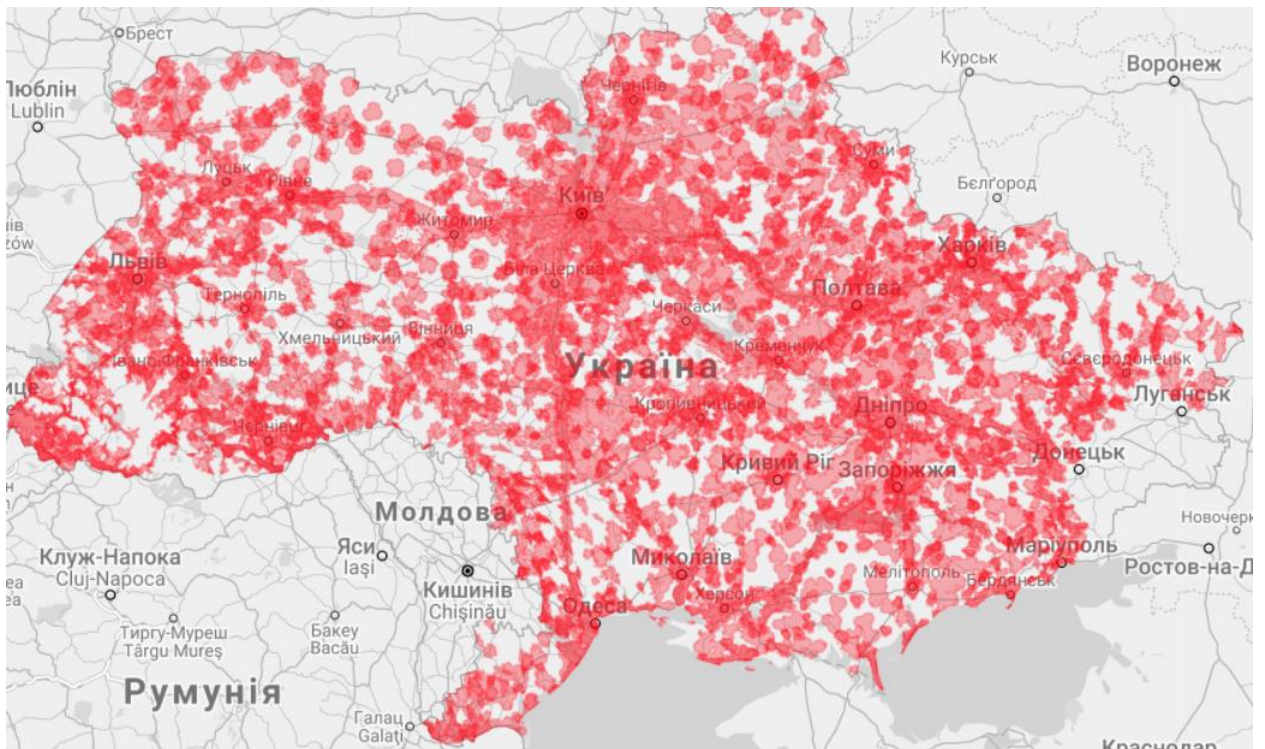 Брест
Курськ
Воронеж
Люблін
Lublin
Чернігів
Суми
Бєлґород
Луцьк
Рівне
Київ
Житомир
Харків
Львів
Біла Церква
Полтава
Тернопіль
Черкаси
Хмельницький
Вінниця
Кременчук
Україна
Сєвєродонецьк
Івано-Франківськ
Луганськ
Кропивницький
Дніпро
Чернівці
Донецьк
Кривий Ріг
Запоріжжя
Молдова
Новочерк
Яси
Iași
Маріуполь
Миколаїв
Ростов-на-Д
Клуж-Напока
Cluj-Napoca
Мелітополь
Бердянськ
Кишинів
Chișinău
Херсон
Одеса
Тиргу-Муреш
Târgu Mureș
Бакеу
Bacău
Румунія
Галац
Galați
Краснодар